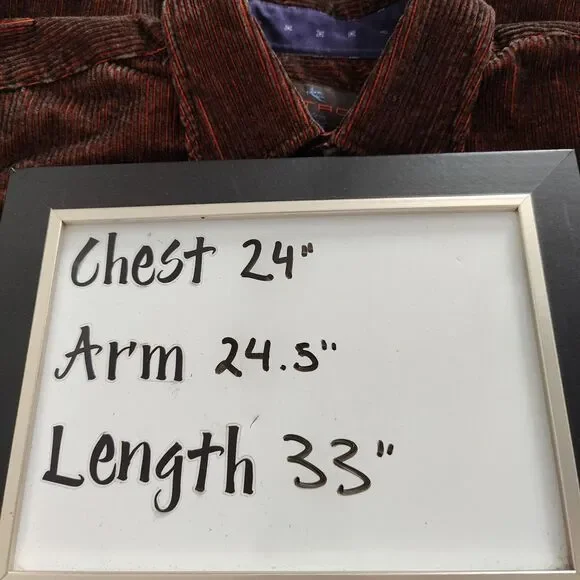 Chest 24"
Arm 24.5"
Length 33"